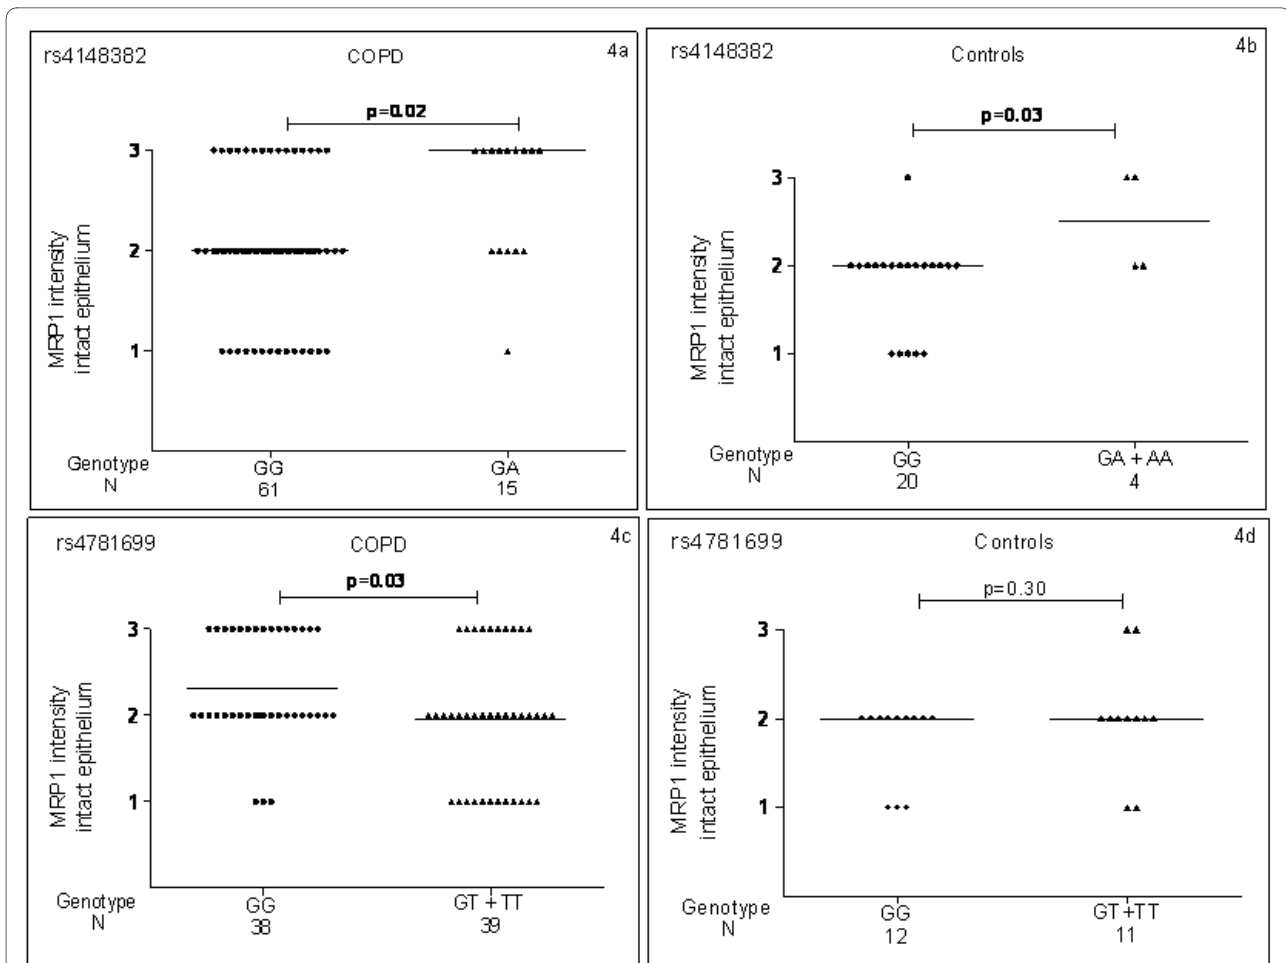 rs4148382 COPD 4a
p=0.02
3
2
1
MRP1 intensity
intact epithelium
Genotype GG GA
N 61 15
rs4148382 Controls 4b
p=0.03
3
2
1
MRP1 intensity
intact epithelium
Genotype GG GA + AA
N 20 4
rs4781699 COPD 4c
p=0.03
3
2
1
MRP1 intensity
intact epithelium
Genotype GG GT + TT
N 38 39
rs4781699 Controls 4d
p=0.30
3
2
1
MRP1 intensity
intact epithelium
Genotype GG GT +TT
N 12 11